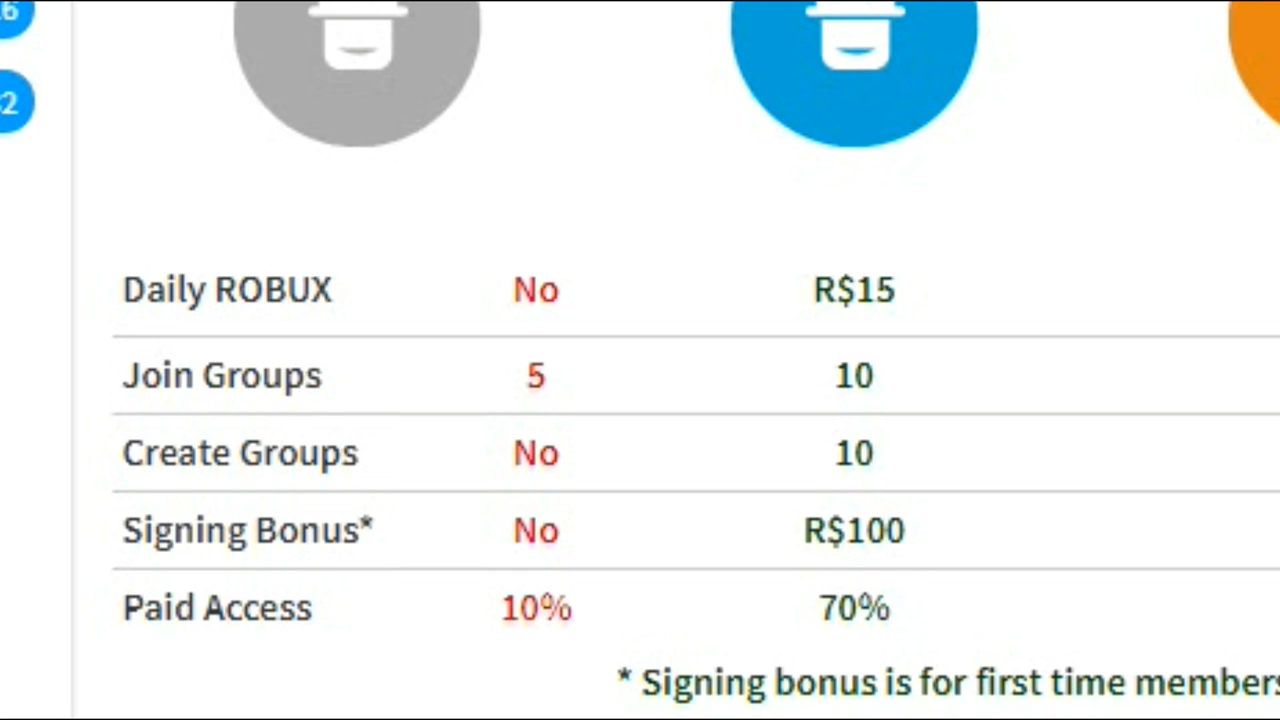 Daily ROBUX No R$15
Join Groups 5 10
Create Groups No 10
Signing Bonus* No R$100
Paid Access 10% 70%
* Signing bonus is for first time members